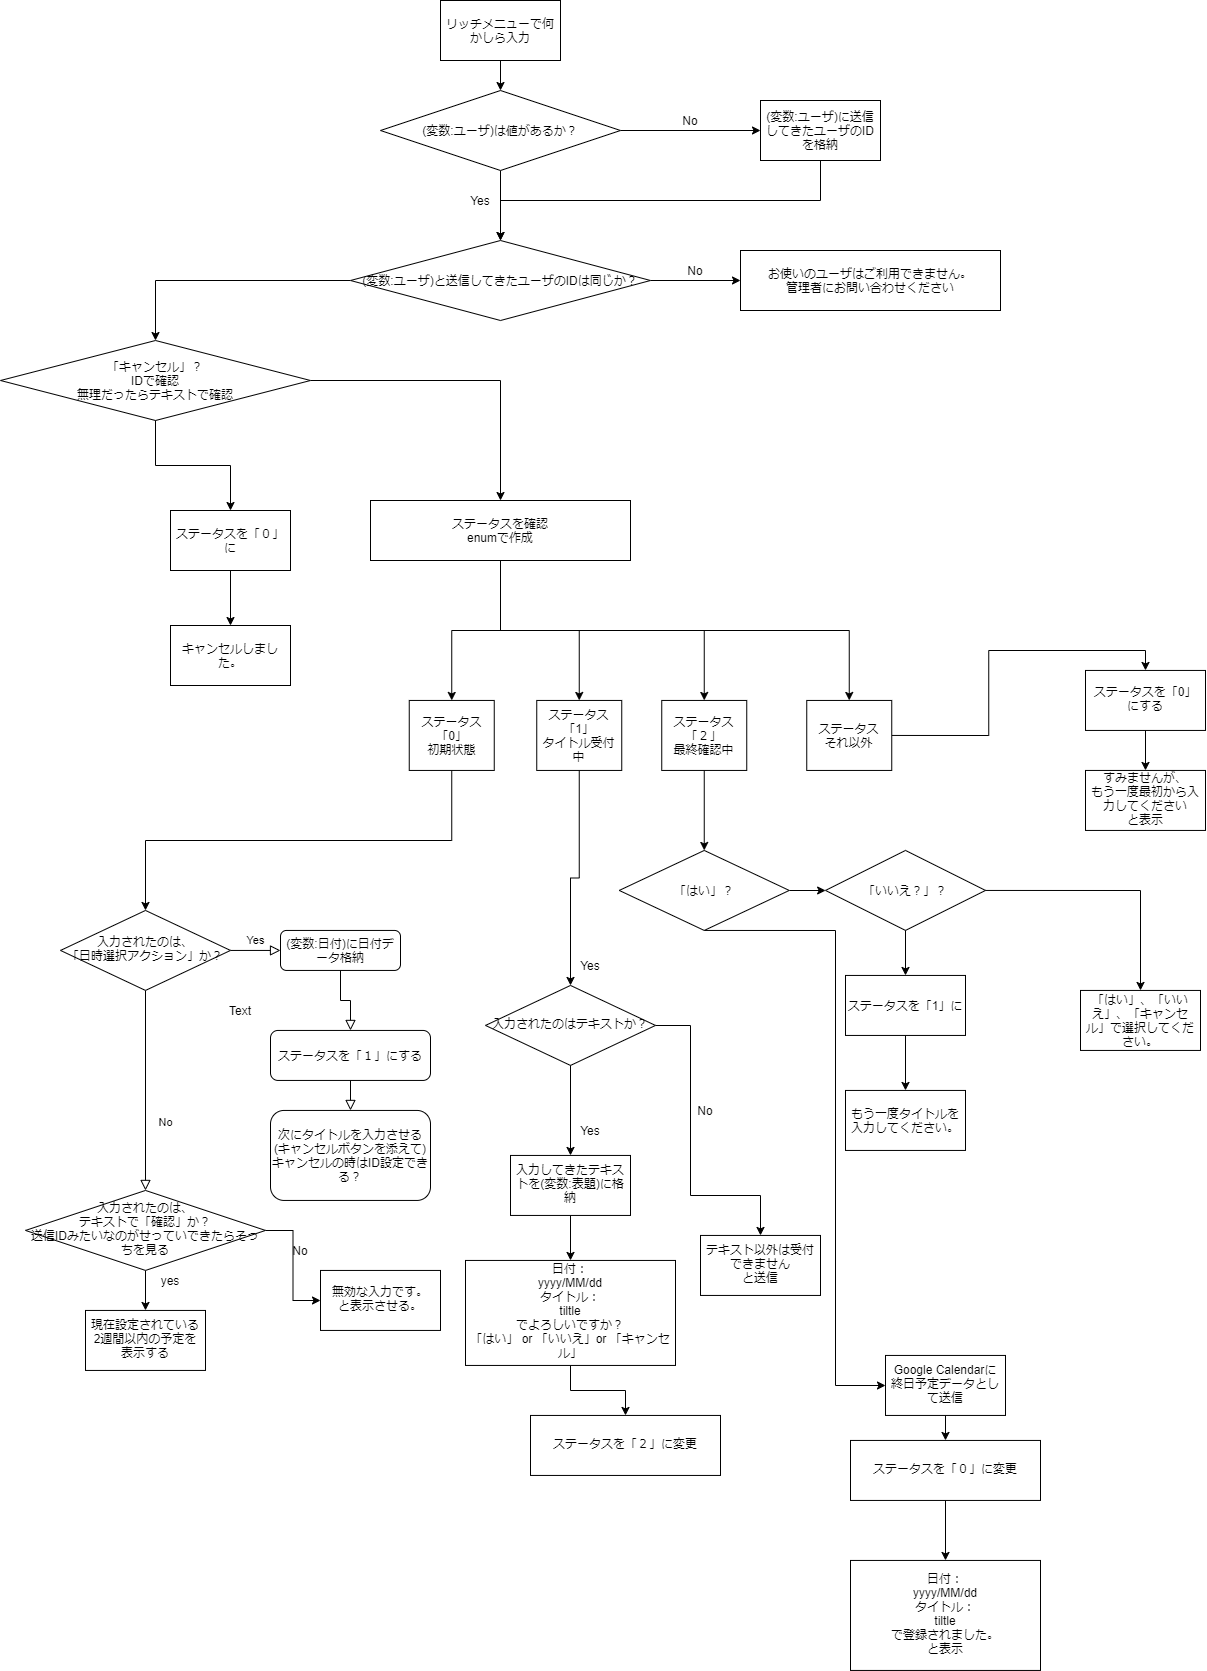 リッチメニューで何
かしら入力
(変数:ユーザ)は値があるか？
No
(変数:ユーザ)に送信
してきたユーザのID
を格納
Yes
(変数:ユーザ)と送信してきたユーザのIDは同じか？
No
お使いのユーザはご利用できません。
管理者にお問い合わせください
「キャンセル」？
IDで確認
無理だったらテキストで確認
ステータスを「０」
に
キャンセルしまし
た。
ステータスを確認
enumで作成
ステータス
「0」
初期状態
ステータス
「1」
タイトル受付
中
ステータス
「２」
最終確認中
ステータス
それ以外
ステータスを「0」
にする
すみませんが、
もう一度最初から入
力してください
と表示
「はい」？
「いいえ？」？
入力されたのは、
「日時選択アクション」か？
Yes
(変数:日付)に日付デ
ータ格納
Text
ステータスを「１」にする
次にタイトルを入力させる
(キャンセルボタンを添えて)
キャンセルの時はID設定でき
る？
No
入力されたのは、
テキストで「確認」か？
送信IDみたいなのがせっていできたらそっ
ちを見る
No
yes
無効な入力です。
と表示させる。
現在設定されている
2週間以内の予定を
表示する
Yes
入力されたのはテキストか？
No
Yes
入力してきたテキス
トを(変数:表題)に格
納
テキスト以外は受付
できません
と送信
日付：
yyyy/MM/dd
タイトル：
tiltle
でよろしいですか？
「はい」 or 「いいえ」or 「キャンセ
ル」
ステータスを「２」に変更
ステータスを「1」に
もう一度タイトルを
入力してください。
「はい」、「いい
え」、「キャンセ
ル」で選択してくだ
さい。
Google Calendarに
終日予定データとし
て送信
ステータスを「０」に変更
日付：
yyyy/MM/dd
タイトル：
tiltle
で登録されました。
と表示